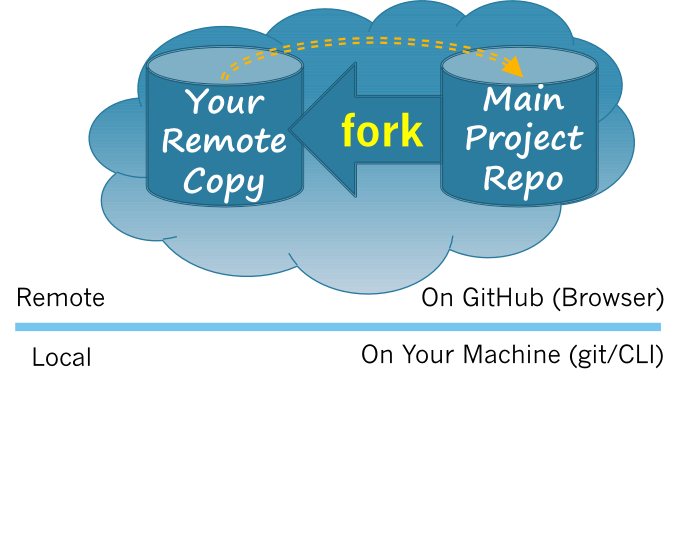 Your
Remote
Copy
fork
Main
Project
Repo
Remote
On GitHub (Browser)
Local
On Your Machine (git/CLI)